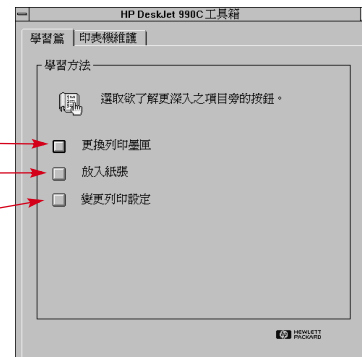 HP DeskJet 990C 工具箱
學習篇 印表機維護
學習方法
選取欲了解更深入之項目旁的按鈕。
更換列印墨匣
放入紙張
變更列印設定
HEWLETT
PACKARD